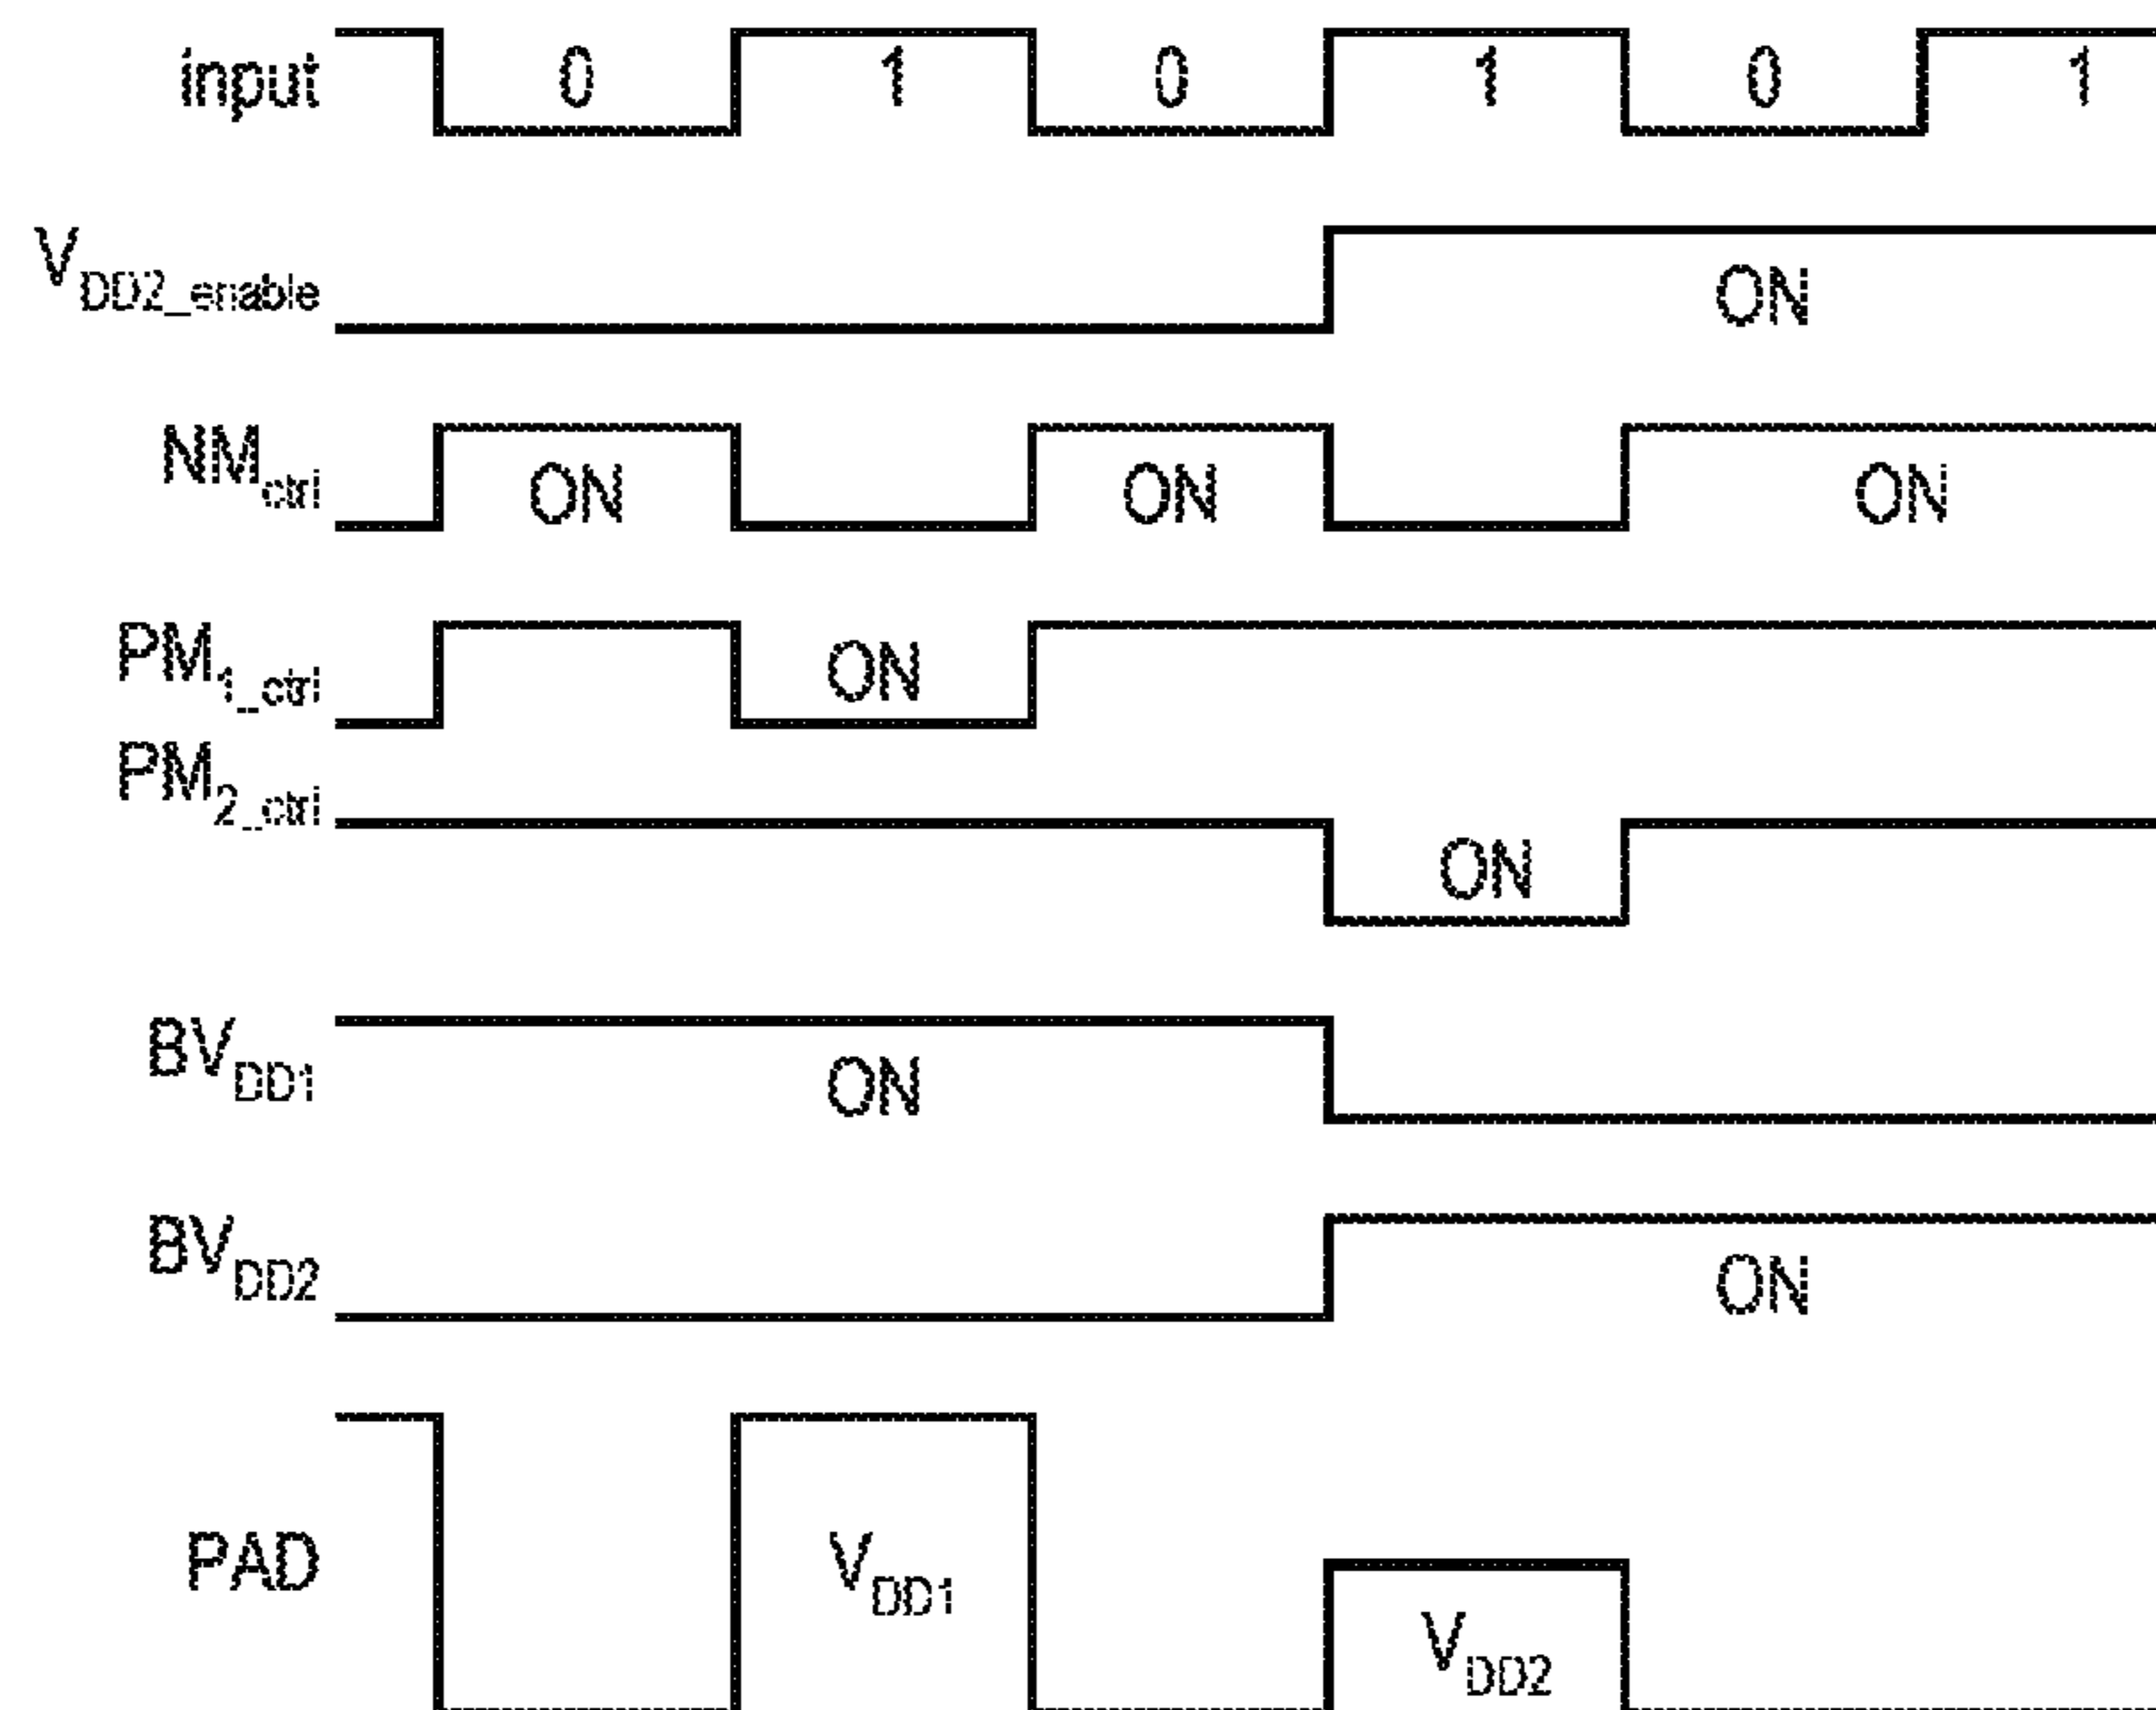 input 0 1 0 1 0 1
VDD2_enable ON
NMctrl ON ON ON
PM1_ctrl ON
PM2_ctrl ON
BVDD1 ON
BVDD2 ON
PAD VDD1 VDD2